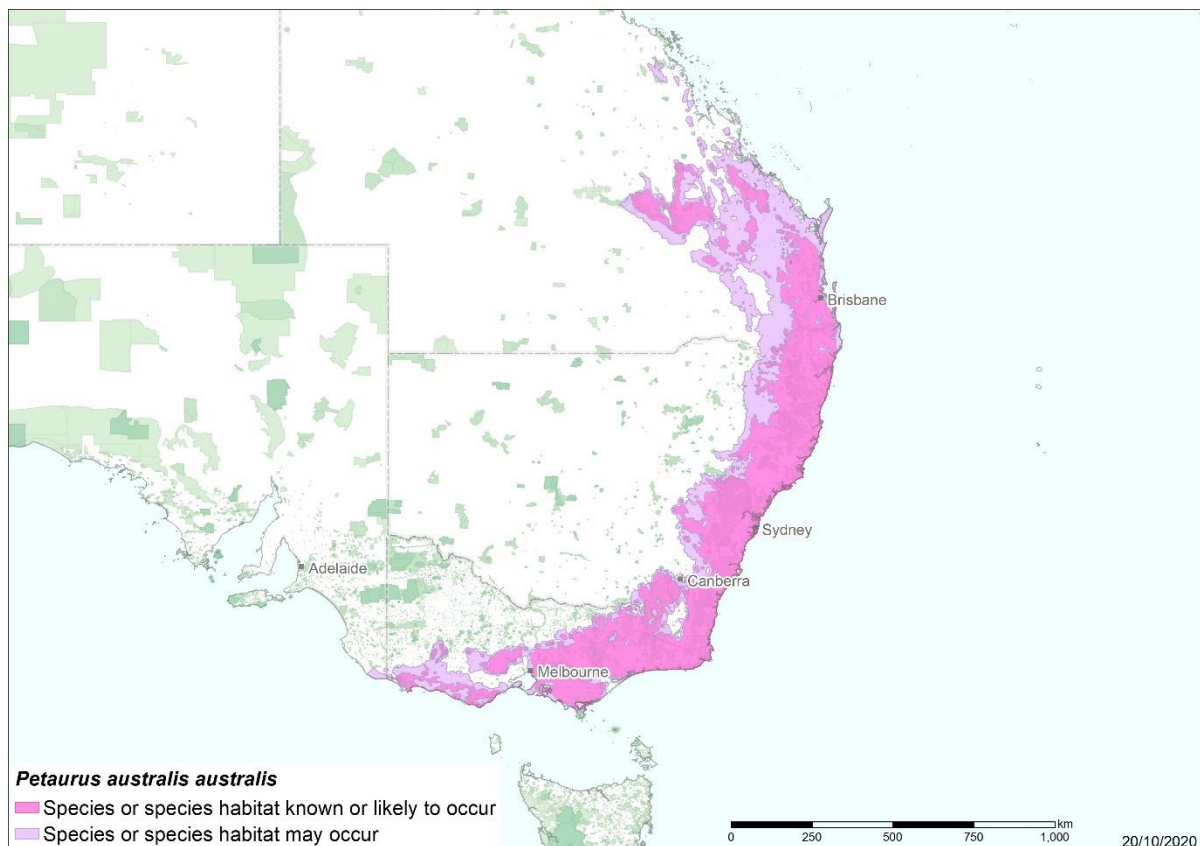 Brisbane
Sydney
Adelaide
Canberra
Melbourne
Petaurus australis australis
Species or species habitat known or likely to occur
Species or species habitat may occur
0 250 500 750 1,000 km
20/10/2020